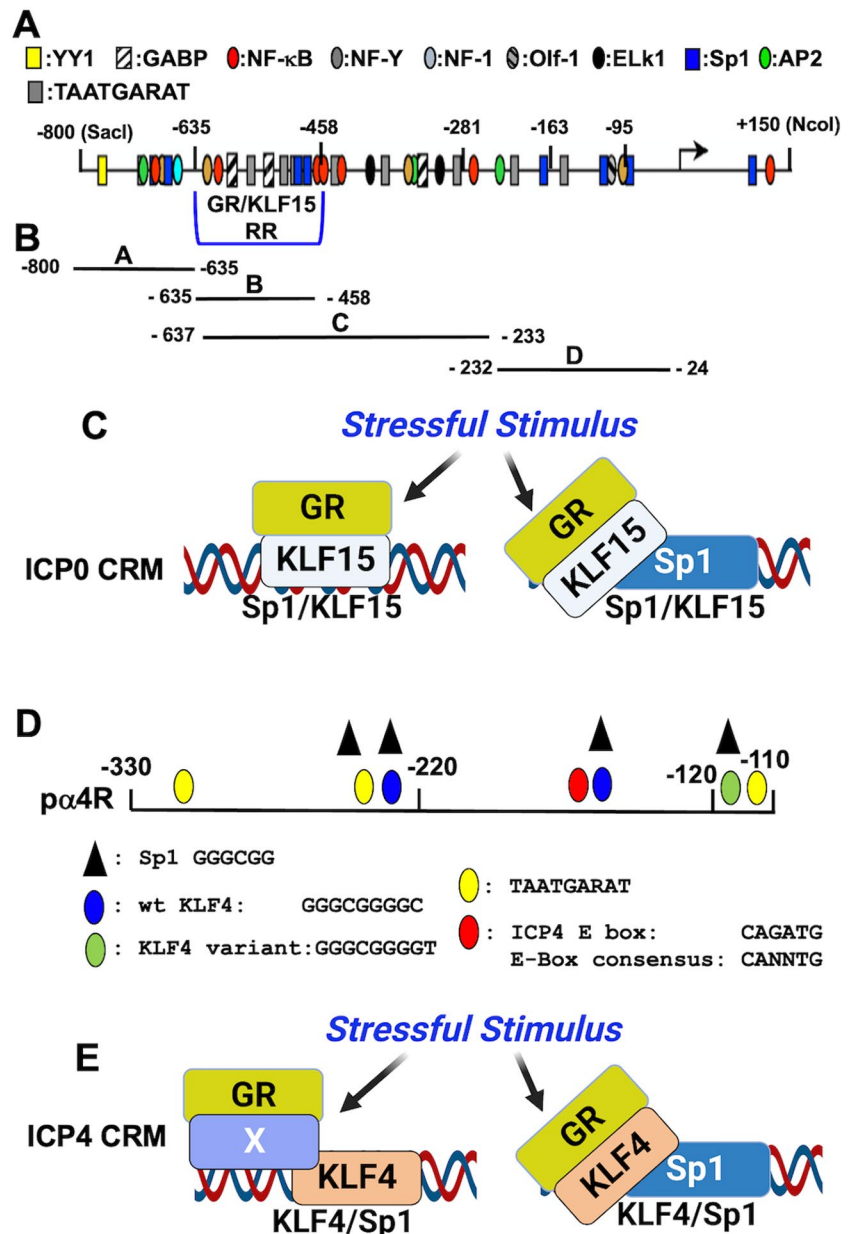 A
:YY1 :GABP :NF-κB :NF-Y :NF-1 :Olf-1 :ELk1 :Sp1 :AP2
:TAATGARAT
-800 (SacI) -635 -458 -281 -163 -95 +150 (NcoI)
GR/KLF15
RR
B
-800 A -635
- 635 B - 458
- 637 C - 233
- 232 D - 24
C
Stressful Stimulus
GR GR
KLF15 KLF15 Sp1
ICP0 CRM
Sp1/KLF15 Sp1/KLF15
D
-330 -220 -120 -110
pα4R
: Sp1 GGGCGG
: TAATGARAT
: wt KLF4: GGGCGGGGC
: ICP4 E box: CAGATG
: KLF4 variant:GGGCGGGGT
E-Box consensus: CANNTG
Stressful Stimulus
E
GR GR
ICP4 CRM
X KLF4 KLF4 Sp1
KLF4/Sp1 KLF4/Sp1